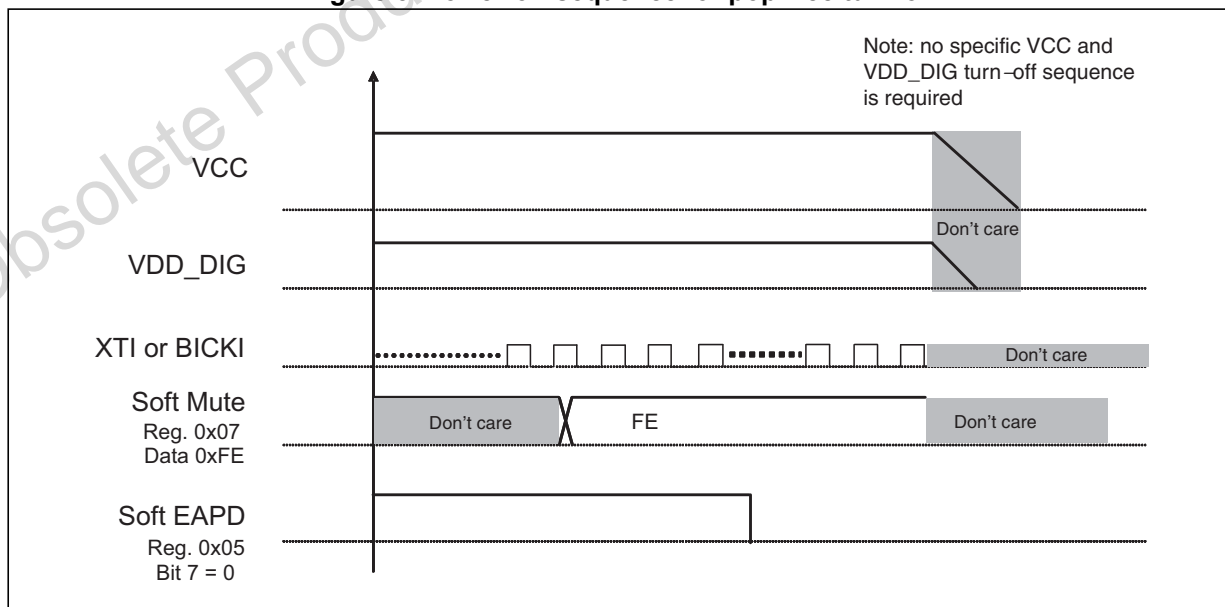 Note: no specific VCC and
VDD_DIG turn-off sequence
is required
VCC
Don't care
VDD_DIG
XTI or BICKI
Don't care
Soft Mute
Reg. 0x07
Data 0xFE
Don't care
FE
Don't care
Soft EAPD
Reg. 0x05
Bit 7 = 0